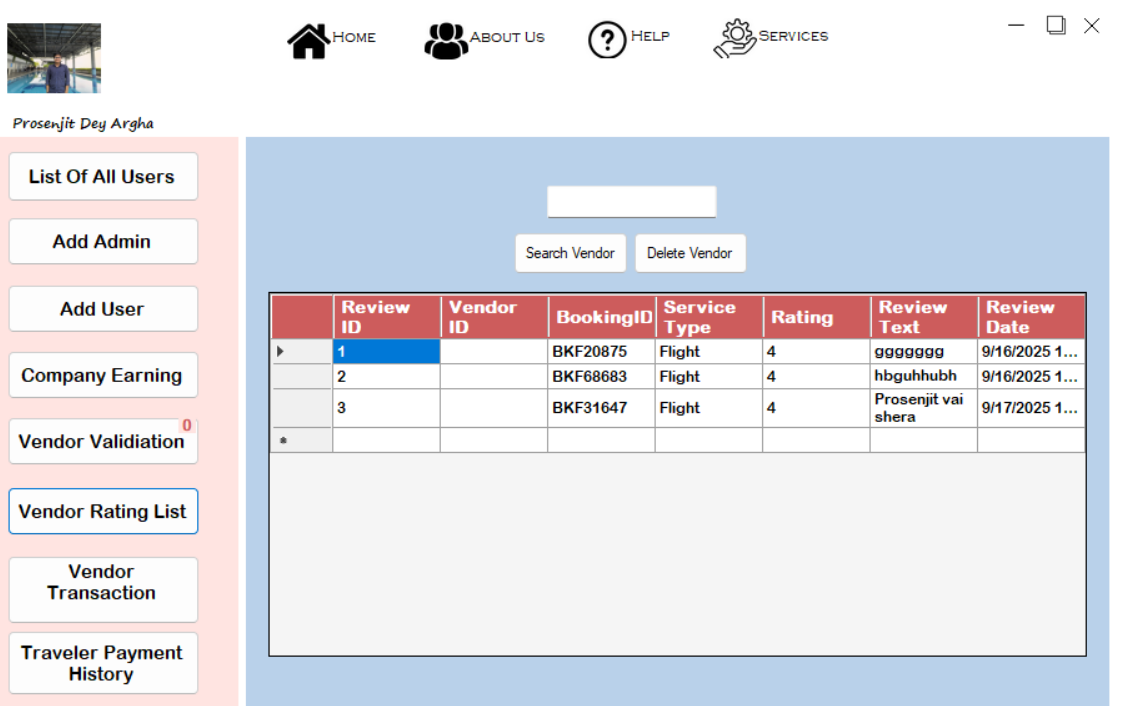 Home
About Us
Help
Services
Prosenjit Dey Argha
List Of All Users
Add Admin
Add User
Company Earning
0
Vendor Validiation
Vendor Rating List
Vendor
Transaction
Traveler Payment
History
Search Vendor
Delete Vendor
Review ID Vendor ID BookingID Service Type Rating Review Text Review Date
1 BKF20875 Flight 4 ggggggg 9/16/2025 1...
2 BKF68683 Flight 4 hbguhhubh 9/16/2025 1...
3 BKF31647 Flight 4 Prosenjit vai shera 9/17/2025 1...